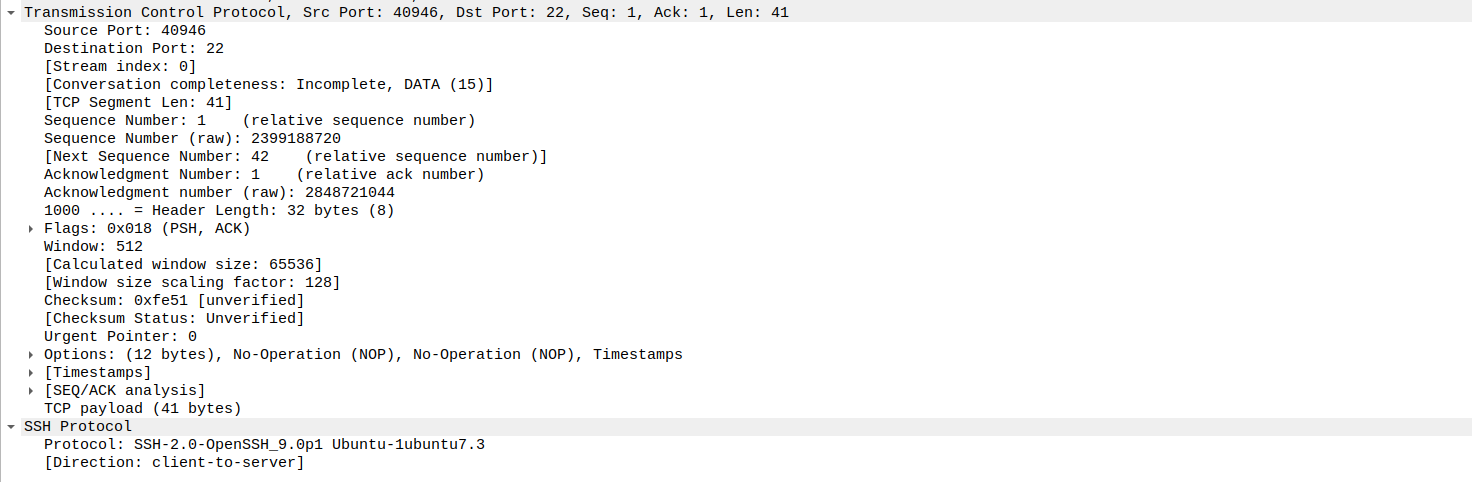 Transmission Control Protocol, Src Port: 40946, Dst Port: 22, Seq: 1, Ack: 1, Len: 41
Source Port: 40946
Destination Port: 22
[Stream index: 0]
[Conversation completeness: Incomplete, DATA (15)]
[TCP Segment Len: 41]
Sequence Number: 1    (relative sequence number)
Sequence Number (raw): 2399188720
[Next Sequence Number: 42    (relative sequence number)]
Acknowledgment Number: 1    (relative ack number)
Acknowledgment number (raw): 2848721044
1000 .... = Header Length: 32 bytes (8)
Flags: 0x018 (PSH, ACK)
Window: 512
[Calculated window size: 65536]
[Window size scaling factor: 128]
Checksum: 0xfe51 [unverified]
[Checksum Status: Unverified]
Urgent Pointer: 0
Options: (12 bytes), No-Operation (NOP), No-Operation (NOP), Timestamps
[Timestamps]
[SEQ/ACK analysis]
TCP payload (41 bytes)
SSH Protocol
Protocol: SSH-2.0-OpenSSH_9.0p1 Ubuntu-1ubuntu7.3
[Direction: client-to-server]